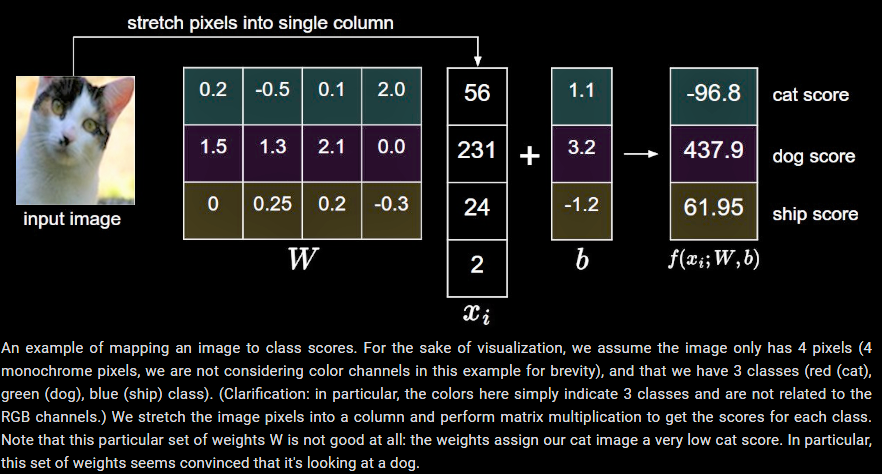 stretch pixels into single column
input image
0.2 -0.5 0.1 2.0
1.5 1.3 2.1 0.0
0 0.25 0.2 -0.3
W
56
231
24
2
x_i
+
1.1
3.2
-1.2
b
-96.8
437.9
61.95
f(x_i; W, b)
cat score
dog score
ship score
An example of mapping an image to class scores. For the sake of visualization, we assume the image only has 4 pixels (4
monochrome pixels, we are not considering color channels in this example for brevity), and that we have 3 classes (red (cat),
green (dog), blue (ship) class). (Clarification: in particular, the colors here simply indicate 3 classes and are not related to the
RGB channels.) We stretch the image pixels into a column and perform matrix multiplication to get the scores for each class.
Note that this particular set of weights W is not good at all: the weights assign our cat image a very low cat score. In particular,
this set of weights seems convinced that it's looking at a dog.